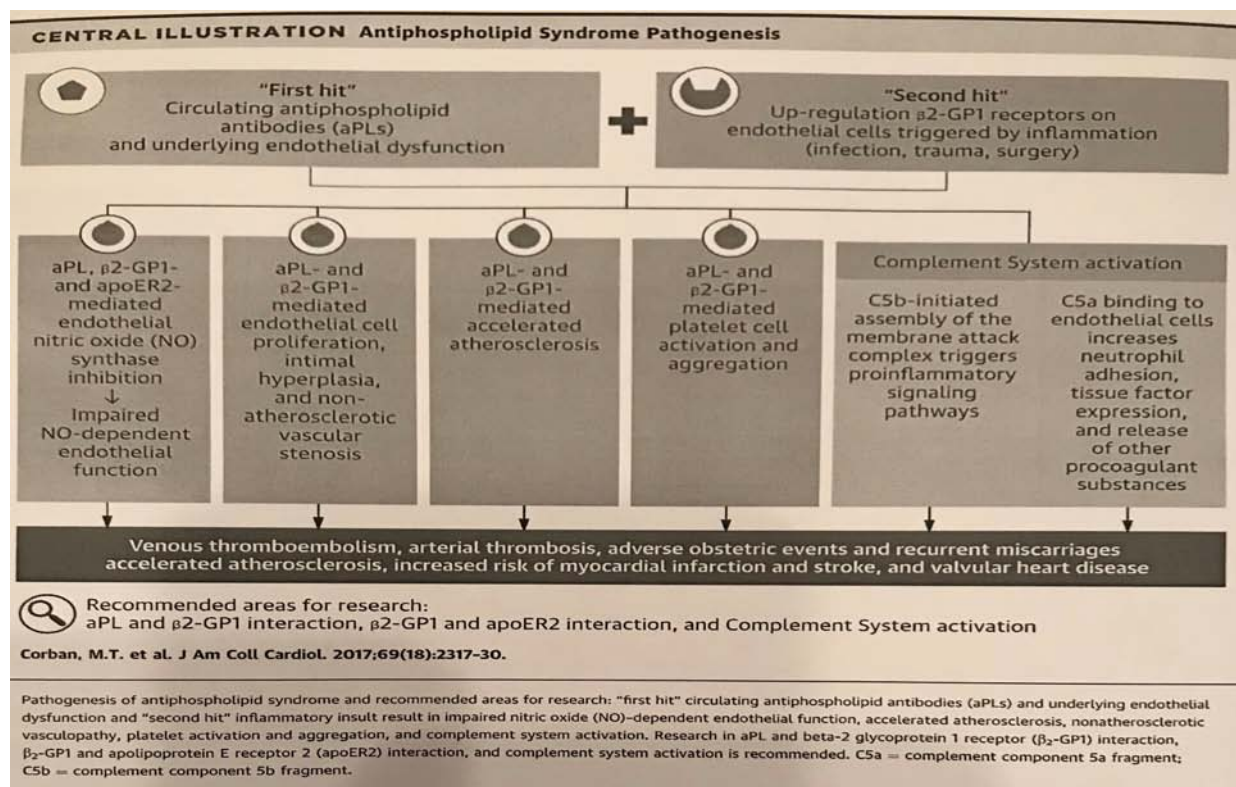 CENTRAL ILLUSTRATION Antiphospholipid Syndrome Pathogenesis
"First hit"
Circulating antiphospholipid
antibodies (aPLs)
and underlying endothelial dysfunction
+
"Second hit"
Up-regulation β2-GP1 receptors on
endothelial cells triggered by inflammation
(infection, trauma, surgery)
aPL, β2-GP1-
and apoER2-
mediated
endothelial
nitric oxide (NO)
synthase
inhibition
↓
Impaired
NO-dependent
endothelial
function
aPL- and
β2-GP1-
mediated
endothelial cell
proliferation,
intimal
hyperplasia,
and non-
atherosclerotic
vascular
stenosis
aPL- and
β2-GP1-
mediated
accelerated
atherosclerosis
aPL- and
β2-GP1-
mediated
platelet cell
activation and
aggregation
Complement System activation
C5b-initiated
assembly of the
membrane attack
complex triggers
proinflammatory
signaling
pathways
C5a binding to
endothelial cells
increases
neutrophil
adhesion,
tissue factor
expression,
and release
of other
procoagulant
substances
Venous thromboembolism, arterial thrombosis, adverse obstetric events and recurrent miscarriages
accelerated atherosclerosis, increased risk of myocardial infarction and stroke, and valvular heart disease
Recommended areas for research:
aPL and β2-GP1 interaction, β2-GP1 and apoER2 interaction, and Complement System activation
Corban, M.T. et al. J Am Coll Cardiol. 2017;69(18):2317–30.
Pathogenesis of antiphospholipid syndrome and recommended areas for research: "first hit" circulating antiphospholipid antibodies (aPLs) and underlying endothelial
dysfunction and "second hit" inflammatory insult result in impaired nitric oxide (NO)–dependent endothelial function, accelerated atherosclerosis, nonatherosclerotic
vasculopathy, platelet activation and aggregation, and complement system activation. Research in aPL and beta-2 glycoprotein 1 receptor (β₂-GP1) interaction,
β₂-GP1 and apolipoprotein E receptor 2 (apoER2) interaction, and complement system activation is recommended. C5a = complement component 5a fragment;
C5b = complement component 5b fragment.